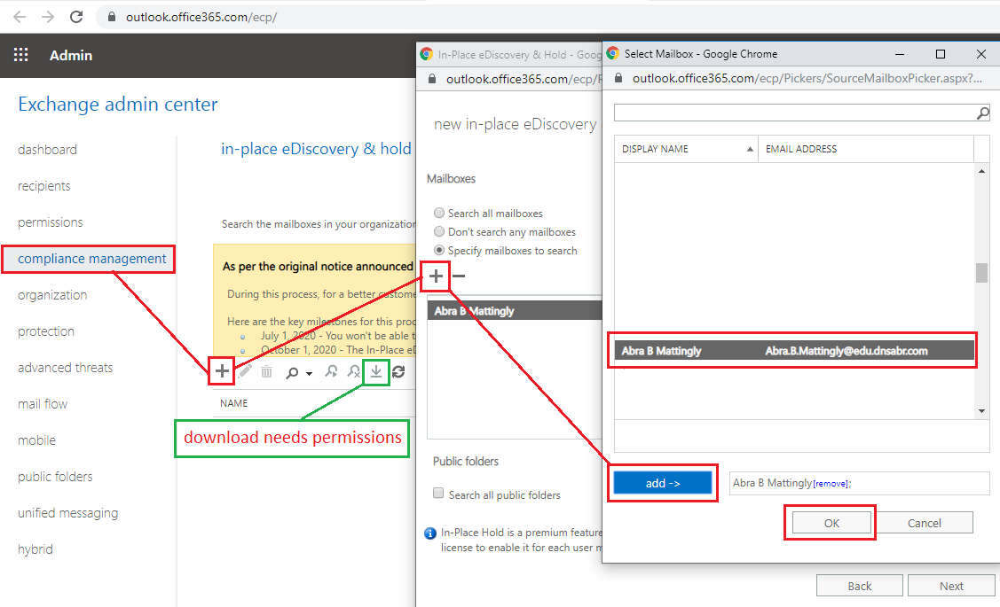 outlook.office365.com/ecp/
Admin
Exchange admin center
dashboard
recipients
permissions
compliance management
organization
protection
advanced threats
mail flow
mobile
public folders
unified messaging
hybrid
in-place eDiscovery & hold
Search the mailboxes in your organization
As per the original notice announced
During this process, for a better custome
Here are the key milestones for this proc
July 1, 2020 - You won't be able t
October 1, 2020 - The In-Place eD
NAME
download needs permissions
In-Place eDiscovery & Hold - Goog
outlook.office365.com/ecp/
new in-place eDiscovery
Mailboxes
Search all mailboxes
Don't search any mailboxes
Specify mailboxes to search
Abra B Mattingly
Public folders
Search all public folders
In-Place Hold is a premium feature
license to enable it for each user m
Back
Next
Select Mailbox - Google Chrome
outlook.office365.com/ecp/Pickers/SourceMailboxPicker.aspx?...
DISPLAY NAME
EMAIL ADDRESS
Abra B Mattingly Abra.B.Mattingly@edu.dnsabr.com
add ->
Abra B Mattingly[remove];
OK
Cancel